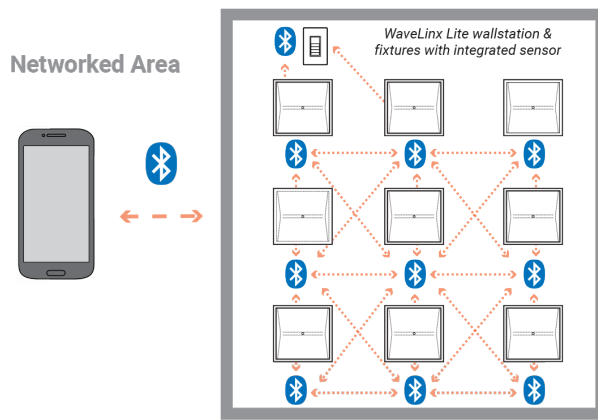 WaveLinx Lite wallstation &
fixtures with integrated sensor
Networked Area